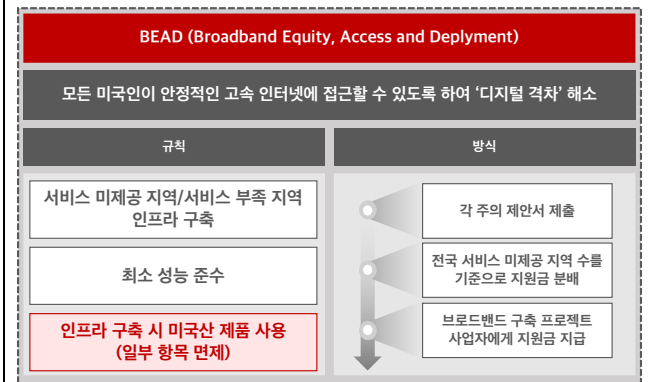 BEAD (Broadband Equity, Access and Deplyment)
모든 미국인이 안정적인 고속 인터넷에 접근할 수 있도록 하여 ‘디지털 격차’ 해소
규칙
방식
서비스 미제공 지역/서비스 부족 지역
인프라 구축
최소 성능 준수
인프라 구축 시 미국산 제품 사용
(일부 항목 면제)
각 주의 제안서 제출
전국 서비스 미제공 지역 수를
기준으로 지원금 분배
브로드밴드 구축 프로젝트
사업자에게 지원금 지급